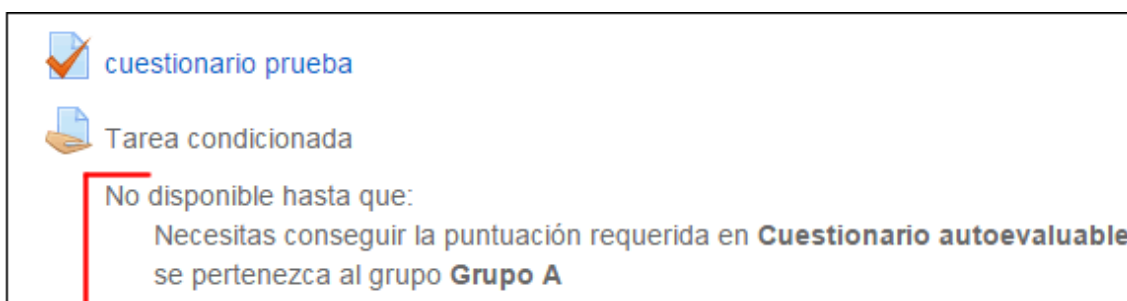 cuestionario prueba
Tarea condicionada
No disponible hasta que:
Necesitas conseguir la puntuación requerida en Cuestionario autoevaluable
se pertenezca al grupo Grupo A